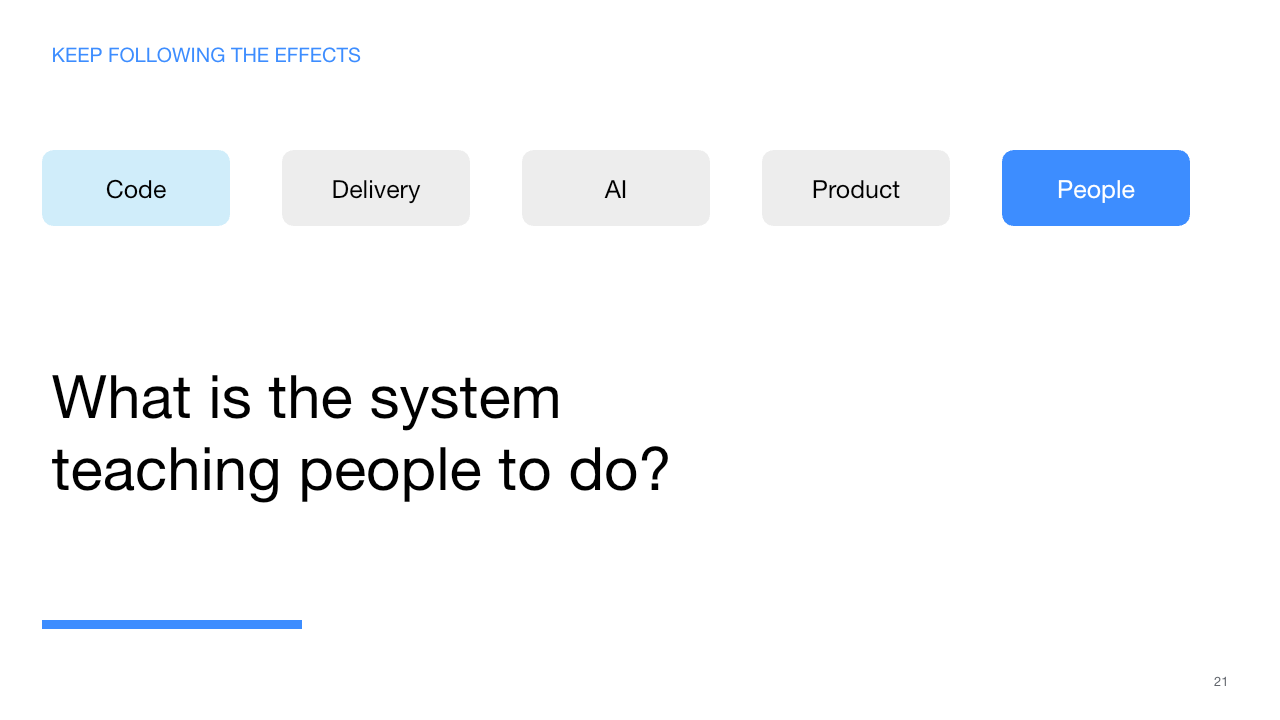 KEEP FOLLOWING THE EFFECTS
Code
Delivery
AI
Product
People
What is the system
teaching people to do?
21